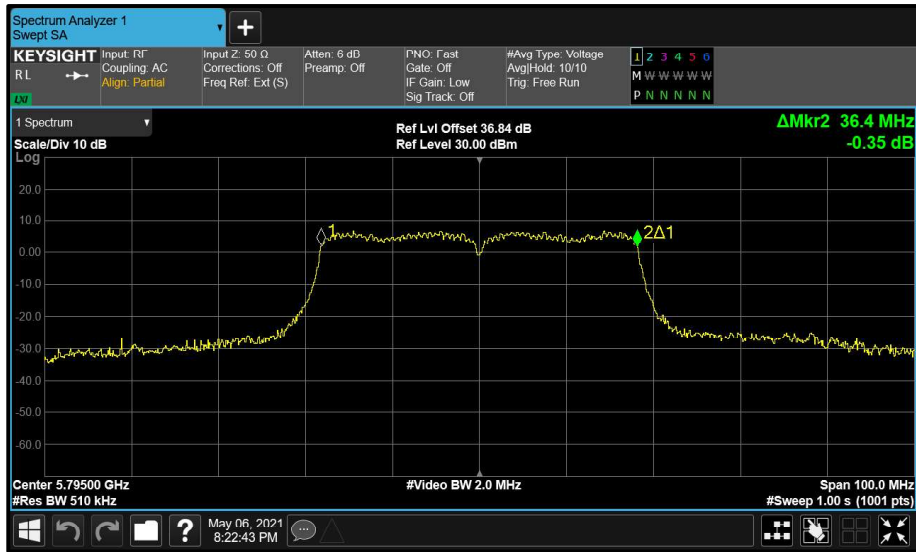 Spectrum Analyzer 1
Swept SA
+
KEYSIGHT
RL
LXI
Input: RF
Coupling: AC
Align: Partial
Input Z: 50 Ω
Corrections: Off
Freq Ref: Ext (S)
Atten: 6 dB
Preamp: Off
PNO: Fast
Gate: Off
IF Gain: Low
Sig Track: Off
#Avg Type: Voltage
Avg|Hold: 10/10
Trig: Free Run
1 2 3 4 5 6
M W W W W W
P N N N N N
1 Spectrum
Scale/Div 10 dB
Log
Ref Lvl Offset 36.84 dB
Ref Level 30.00 dBm
ΔMkr2 36.4 MHz
-0.35 dB
20.0
10.0
0.00
-10.0
-20.0
-30.0
-40.0
-50.0
-60.0
1
2Δ1
Center 5.79500 GHz
#Res BW 510 kHz
#Video BW 2.0 MHz
Span 100.0 MHz
#Sweep 1.00 s (1001 pts)
?
May 06, 2021
8:22:43 PM